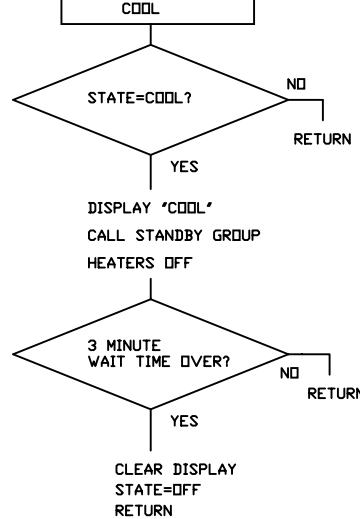 COOL
STATE=COOL?
NO
RETURN
YES
DISPLAY "COOL"
CALL STANDBY GROUP
HEATERS OFF
3 MINUTE
WAIT TIME OVER?
NO
RETURN
YES
CLEAR DISPLAY
STATE=OFF
RETURN